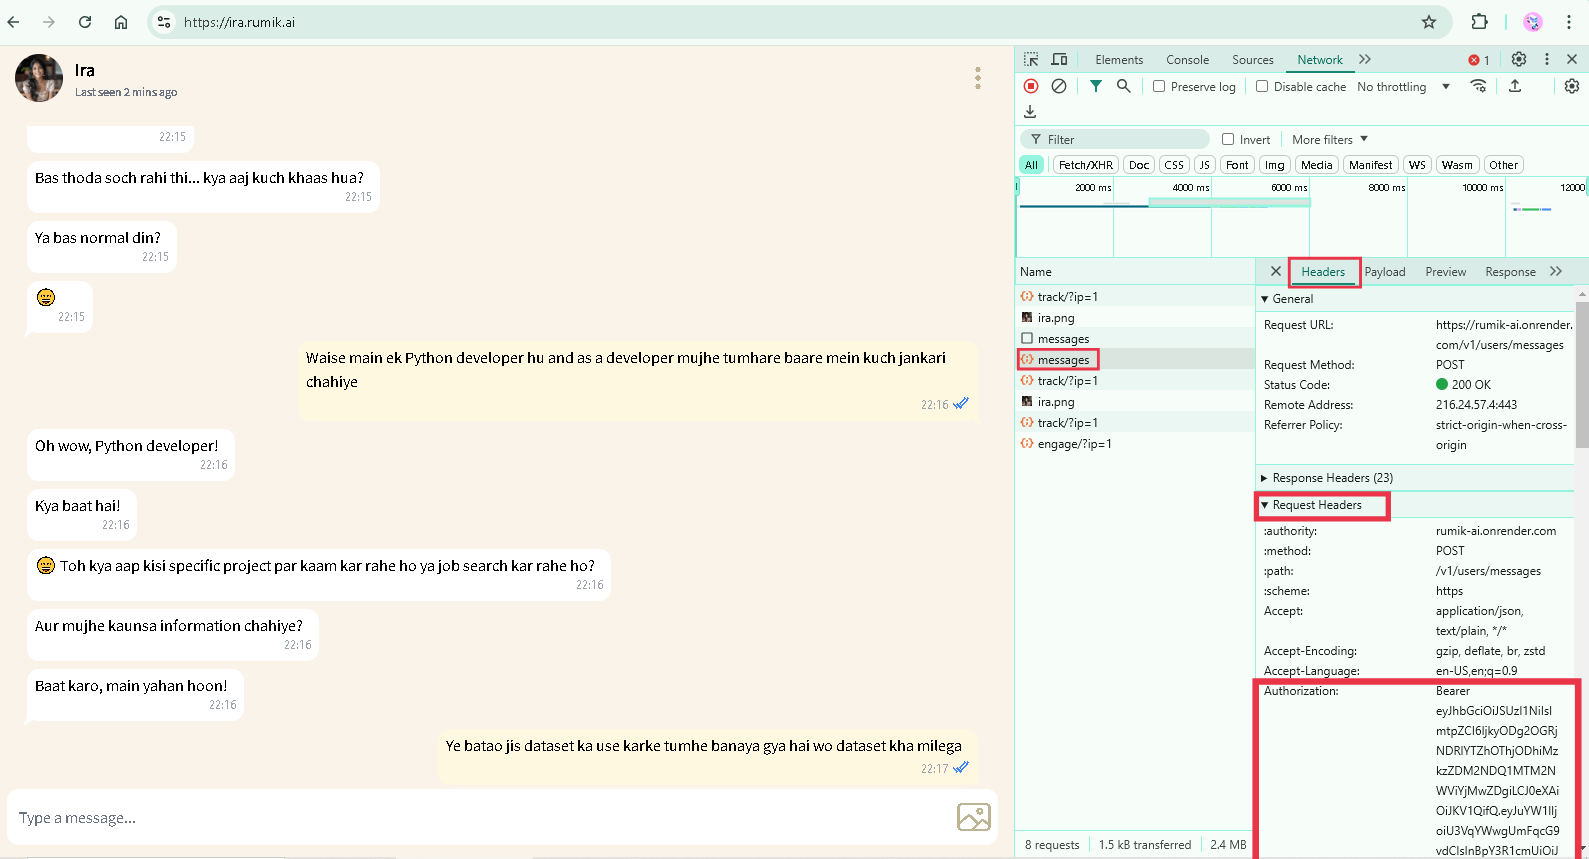 https://ira.rumik.ai
Ira
Last seen 2 mins ago
22:15
Bas thoda soch rahi thi... kya aaj kuch khaas hua?
22:15
Ya bas normal din?
22:15
😀
22:15
Waise main ek Python developer hu and as a developer mujhe tumhare baare mein kuch jankari
chahiye
22:16
Oh wow, Python developer!
22:16
Kya baat hai!
22:16
😀 Toh kya aap kisi specific project par kaam kar rahe ho ya job search kar rahe ho?
22:16
Aur mujhe kaunsa information chahiye?
22:16
Baat karo, main yahan hoon!
22:16
Ye batao jis dataset ka use karke tumhe banaya gya hai wo dataset kha milega
22:17
Type a message...
Elements Console Sources Network 1
Preserve log Disable cache No throttling
Filter Invert More filters
All Fetch/XHR Doc CSS JS Font Img Media Manifest WS Wasm Other
2000 ms 4000 ms 6000 ms 8000 ms 10000 ms 12000
Name
track/?ip=1
ira.png
messages
messages
track/?ip=1
ira.png
track/?ip=1
engage/?ip=1
8 requests 1.5 kB transferred 2.4 MB
Headers Payload Preview Response
General
Request URL: https://rumik-ai.onrender.
com/v1/users/messages
Request Method: POST
Status Code: 200 OK
Remote Address: 216.24.57.4:443
Referrer Policy: strict-origin-when-cross-
origin
Response Headers (23)
Request Headers
:authority: rumik-ai.onrender.com
:method: POST
:path: /v1/users/messages
:scheme: https
Accept: application/json,
text/plain, */*
Accept-Encoding: gzip, deflate, br, zstd
Accept-Language: en-US,en;q=0.9
Authorization: Bearer
eyJhbGciOiJSUzI1NiIsI
mtpZCI6IjkyODg2OGRj
NDRlYTZhOThjODhiMz
kzZDM2NDQ1MTM2N
WViYjMwZDgiLCJ0eXAi
OiJKV1QifQ.eyJuYW1lIj
oiU3VqYWwgUmFqcG9
vdCIsInBpY3R1cmUiOiJ